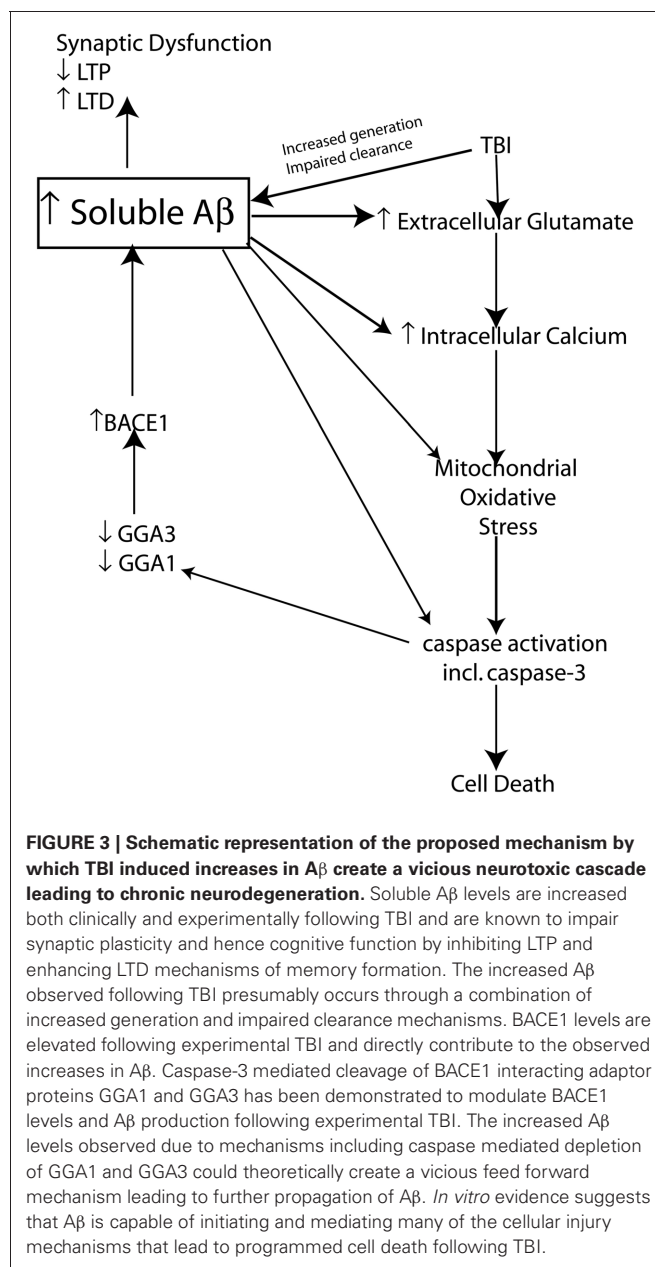 Synaptic Dysfunction
↓ LTP
↑ LTD
Increased generation
Impaired clearance
TBI
↑ Soluble Aβ
↑ Extracellular Glutamate
↑ Intracellular Calcium
↑BACE1
Mitochondrial
Oxidative
Stress
↓ GGA3
↓ GGA1
caspase activation
incl. caspase-3
Cell Death
FIGURE 3 | Schematic representation of the proposed mechanism by
which TBI induced increases in Aβ create a vicious neurotoxic cascade
leading to chronic neurodegeneration. Soluble Aβ levels are increased
both clinically and experimentally following TBI and are known to impair
synaptic plasticity and hence cognitive function by inhibiting LTP and
enhancing LTD mechanisms of memory formation. The increased Aβ
observed following TBI presumably occurs through a combination of
increased generation and impaired clearance mechanisms. BACE1 levels are
elevated following experimental TBI and directly contribute to the observed
increases in Aβ. Caspase-3 mediated cleavage of BACE1 interacting adaptor
proteins GGA1 and GGA3 has been demonstrated to modulate BACE1
levels and Aβ production following experimental TBI. The increased Aβ
levels observed due to mechanisms including caspase mediated depletion
of GGA1 and GGA3 could theoretically create a vicious feed forward
mechanism leading to further propagation of Aβ. In vitro evidence suggests
that Aβ is capable of initiating and mediating many of the cellular injury
mechanisms that lead to programmed cell death following TBI.